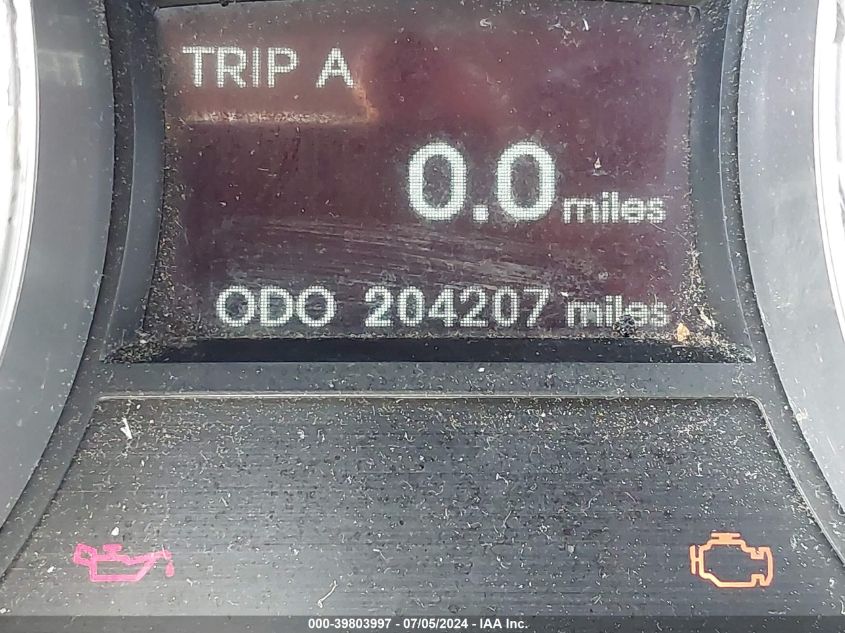 TRIP A
0.0 miles
ODO 204207 miles
000-39803997 - 07/05/2024 - IAA Inc.